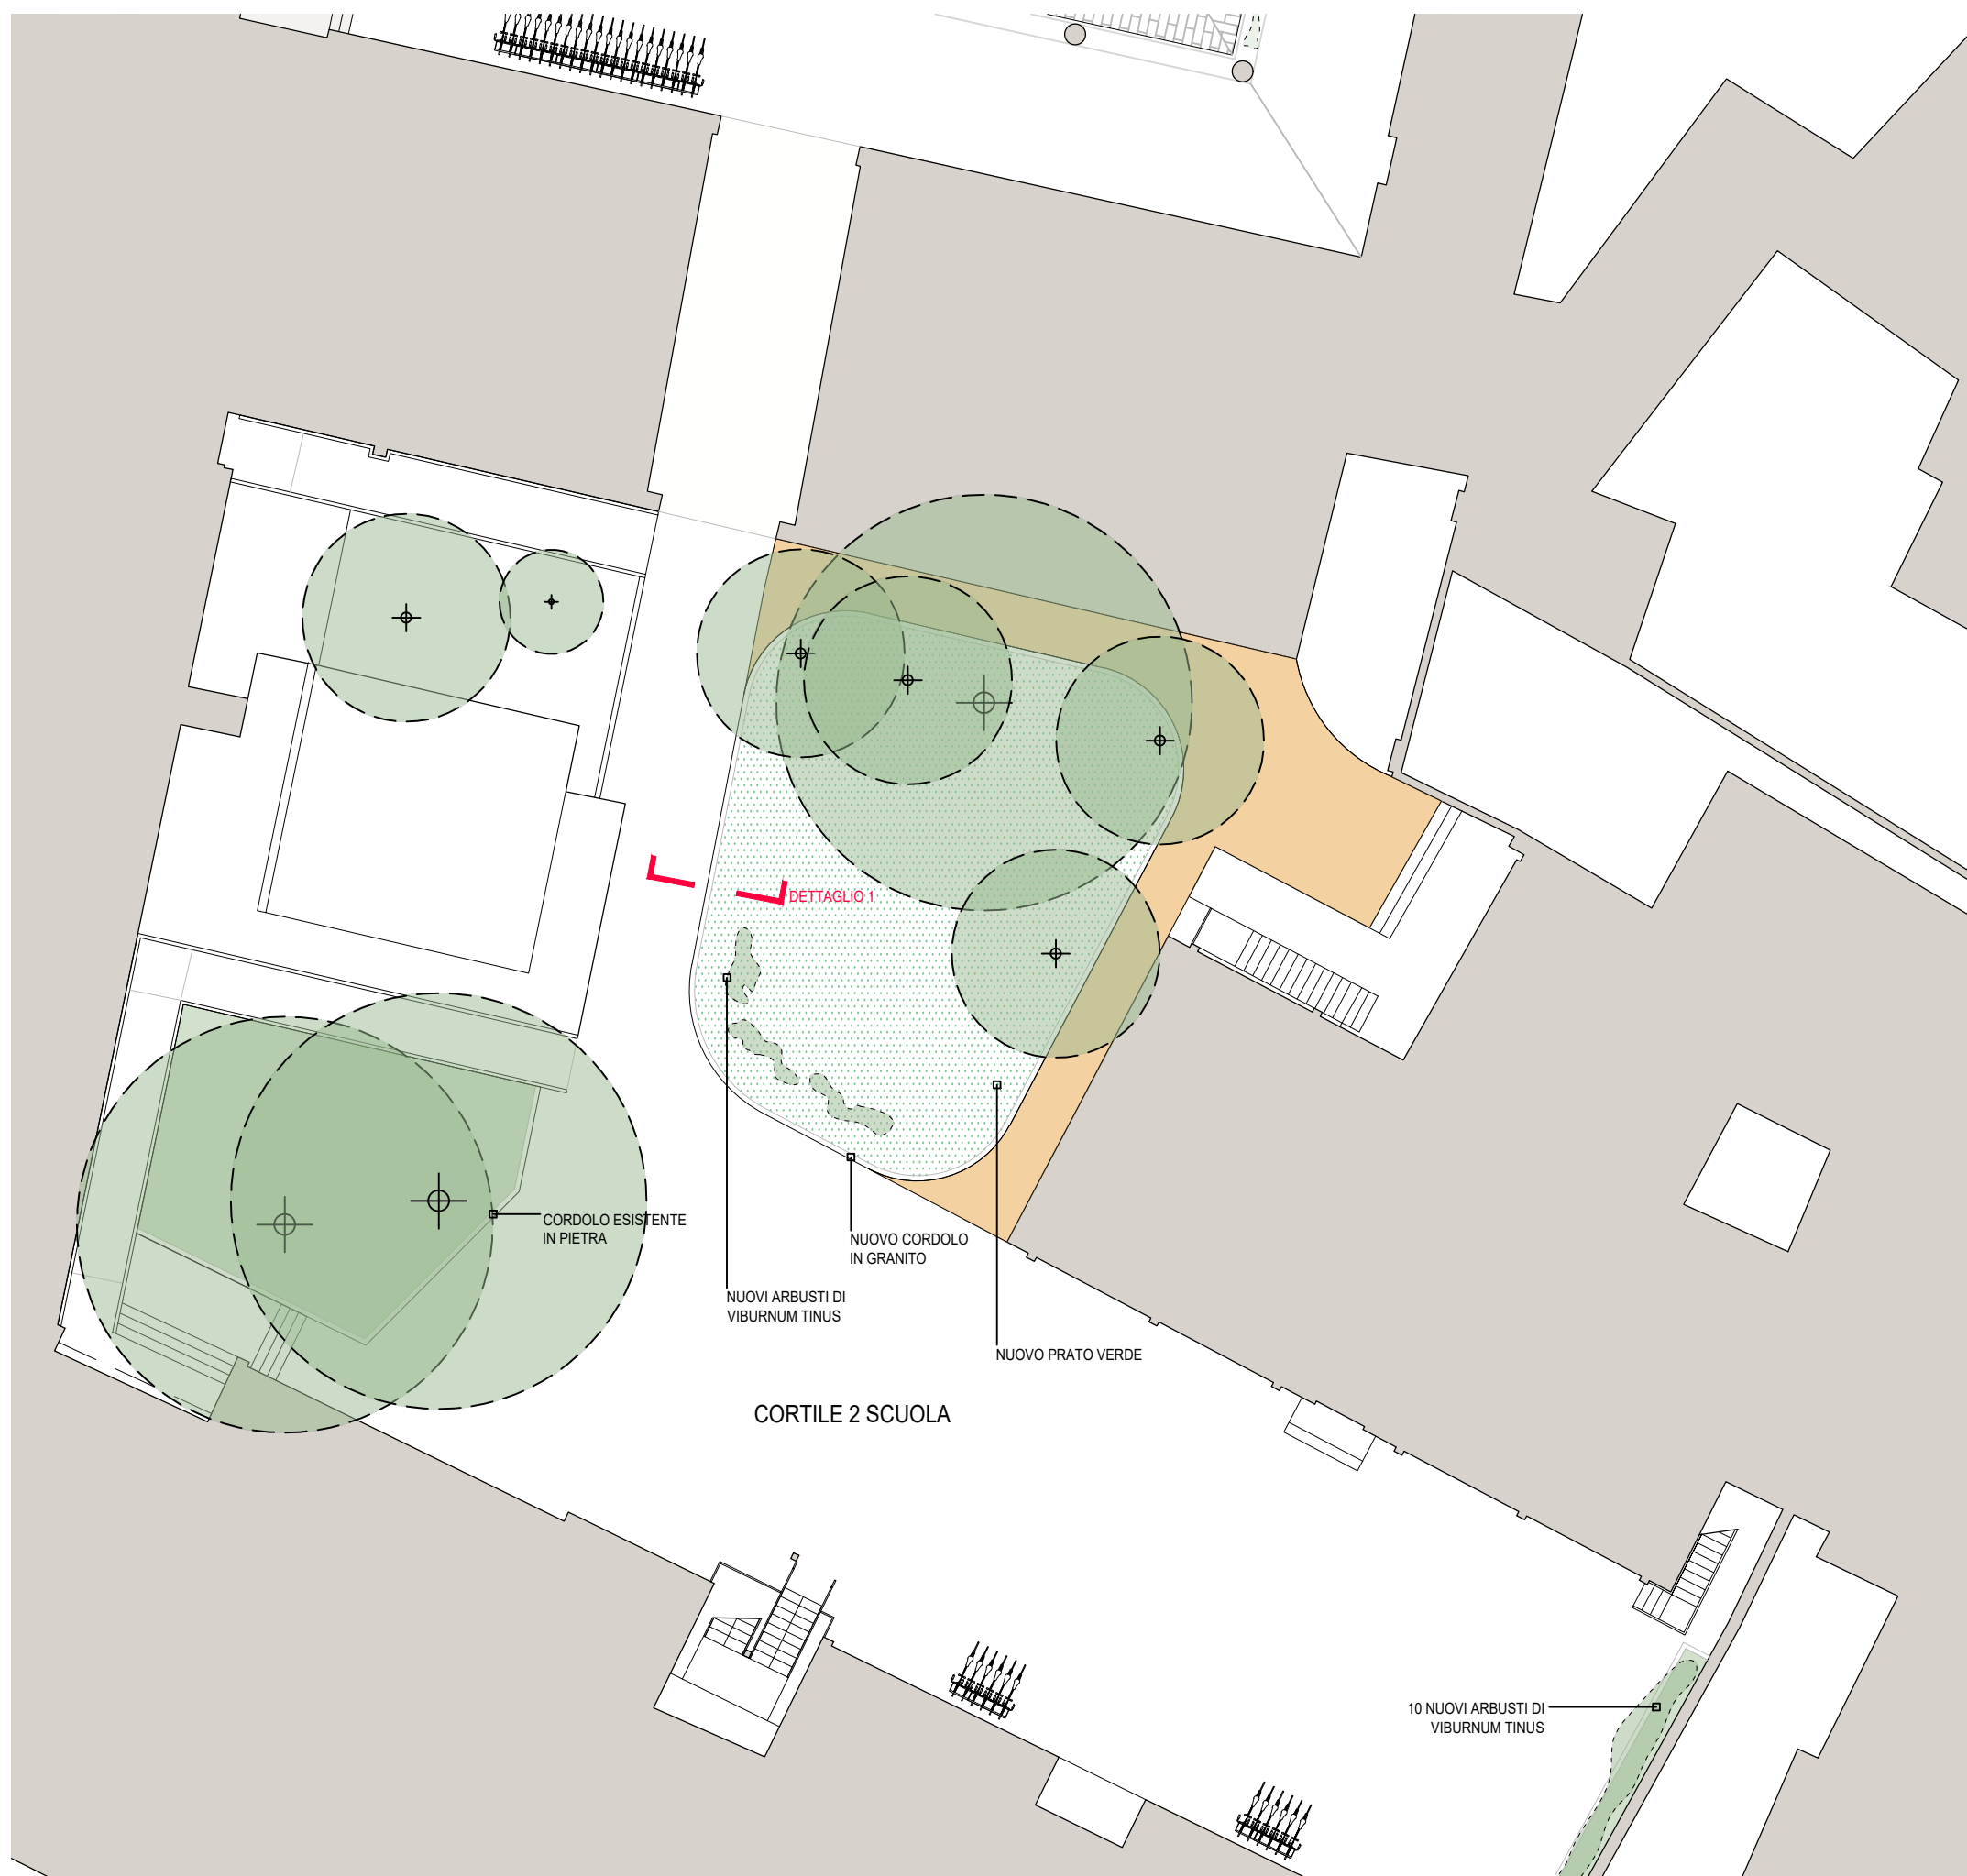 DETTAGLIO 1
CORDOLO ESISTENTE
IN PIETRA
NUOVO CORDOLO
IN GRANITO
NUOVI ARBUSTI DI
VIBURNUM TINUS
NUOVO PRATO VERDE
CORTILE 2 SCUOLA
10 NUOVI ARBUSTI DI
VIBURNUM TINUS